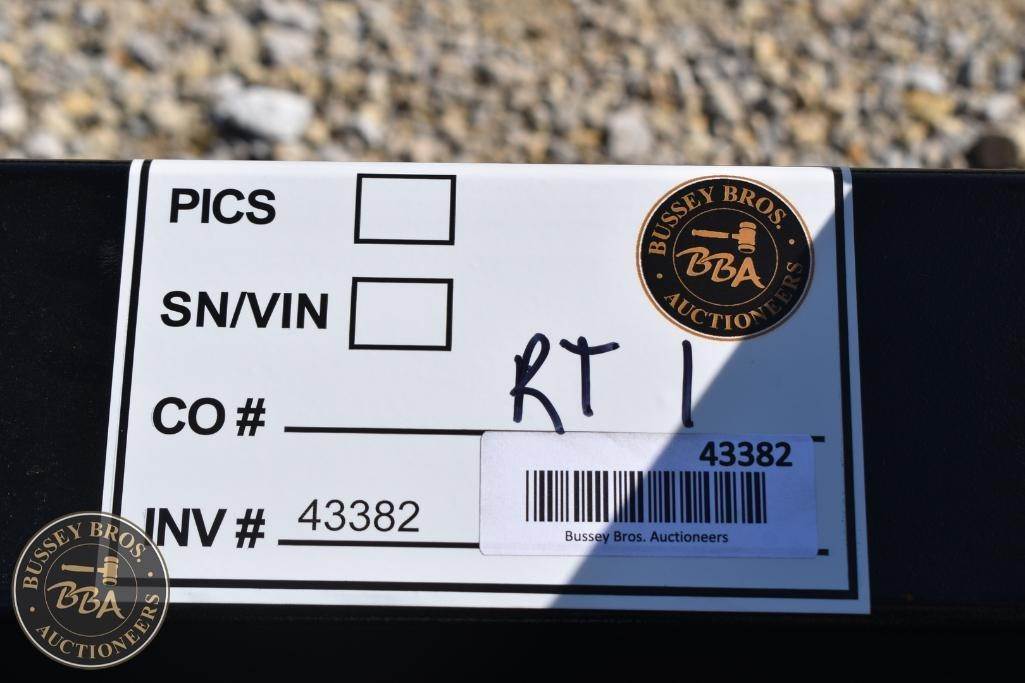 PICS
BUSSEY BROS.
BBA
AUCTIONEERS
SN/VIN
RT 1
CO #
43382
Bussey Bros. Auctioneers
INV # 43382
BUSSEY BROS.
BBA
AUCTIONEERS